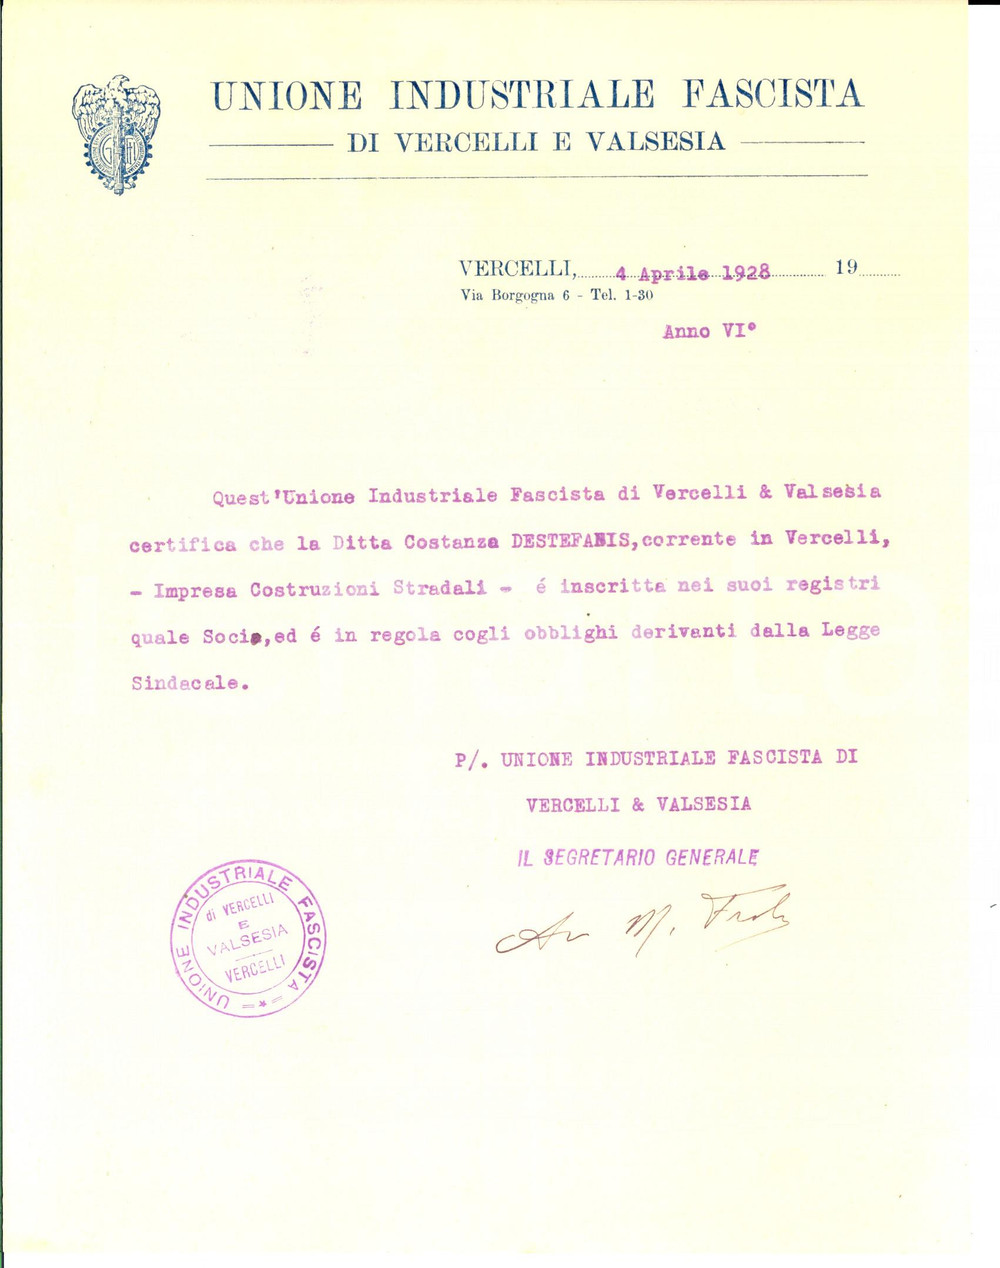 UNIONE INDUSTRIALE FASCISTA
DI VERCELLI E VALSESIA
VERCELLI, 4 Aprile 1928 19
Via Borgogna 6 - Tel. 1-30
Anno VI°
Quest'Unione Industriale Fascista di Vercelli & Valsesia
certifica che la Ditta Costanza DESTEFANIS, corrente in Vercelli,
- Impresa Costruzioni Stradali - é inscritta nei suoi registri
quale Socio, ed é in regola cogli obblighi derivanti dalla Legge
Sindacale.
P/. UNIONE INDUSTRIALE FASCISTA DI
VERCELLI & VALSESIA
IL SEGRETARIO GENERALE
UNIONE INDUSTRIALE FASCISTA
di VERCELLI
E
VALSESIA
VERCELLI